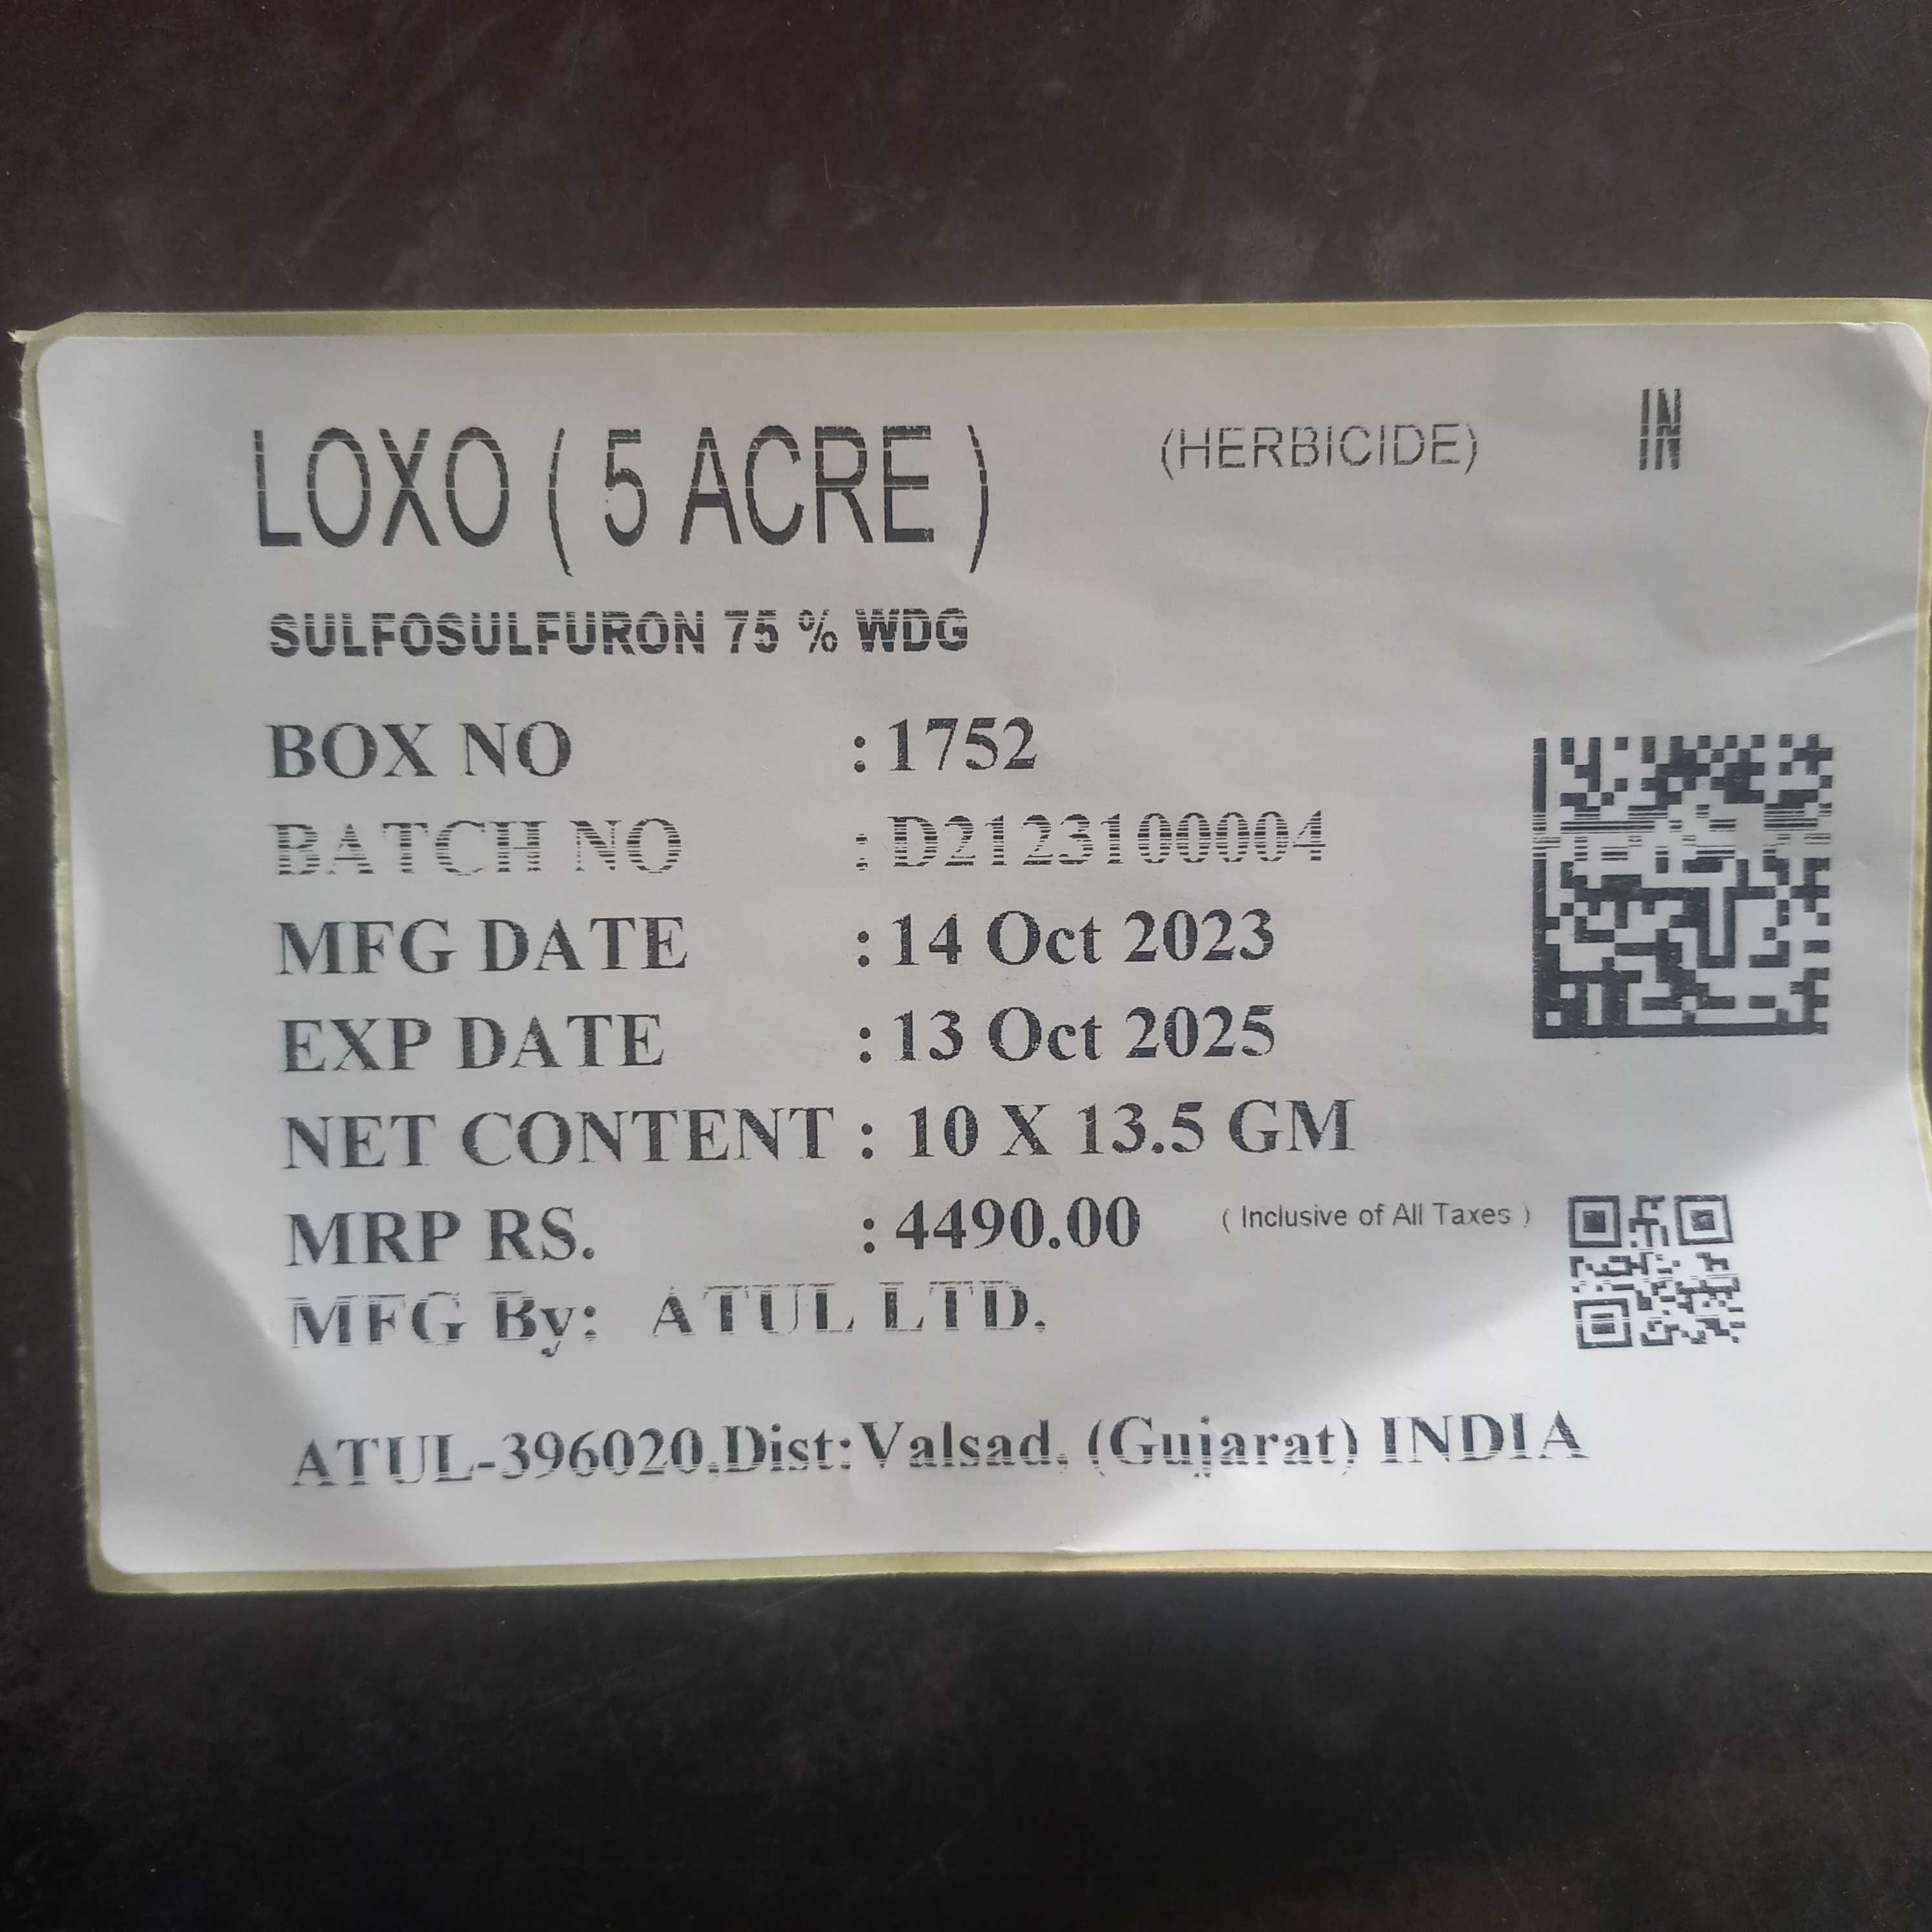 LOXO ( 5 ACRE ) (HERBICIDE) IN
SULFOSULFURON 75 % WDG
BOX NO : 1752
BATCH NO : D2123100004
MFG DATE : 14 Oct 2023
EXP DATE : 13 Oct 2025
NET CONTENT : 10 X 13.5 GM
MRP RS. : 4490.00 ( Inclusive of All Taxes )
MFG By: ATUL LTD.
ATUL-396020,Dist:Valsad, (Gujarat) INDIA